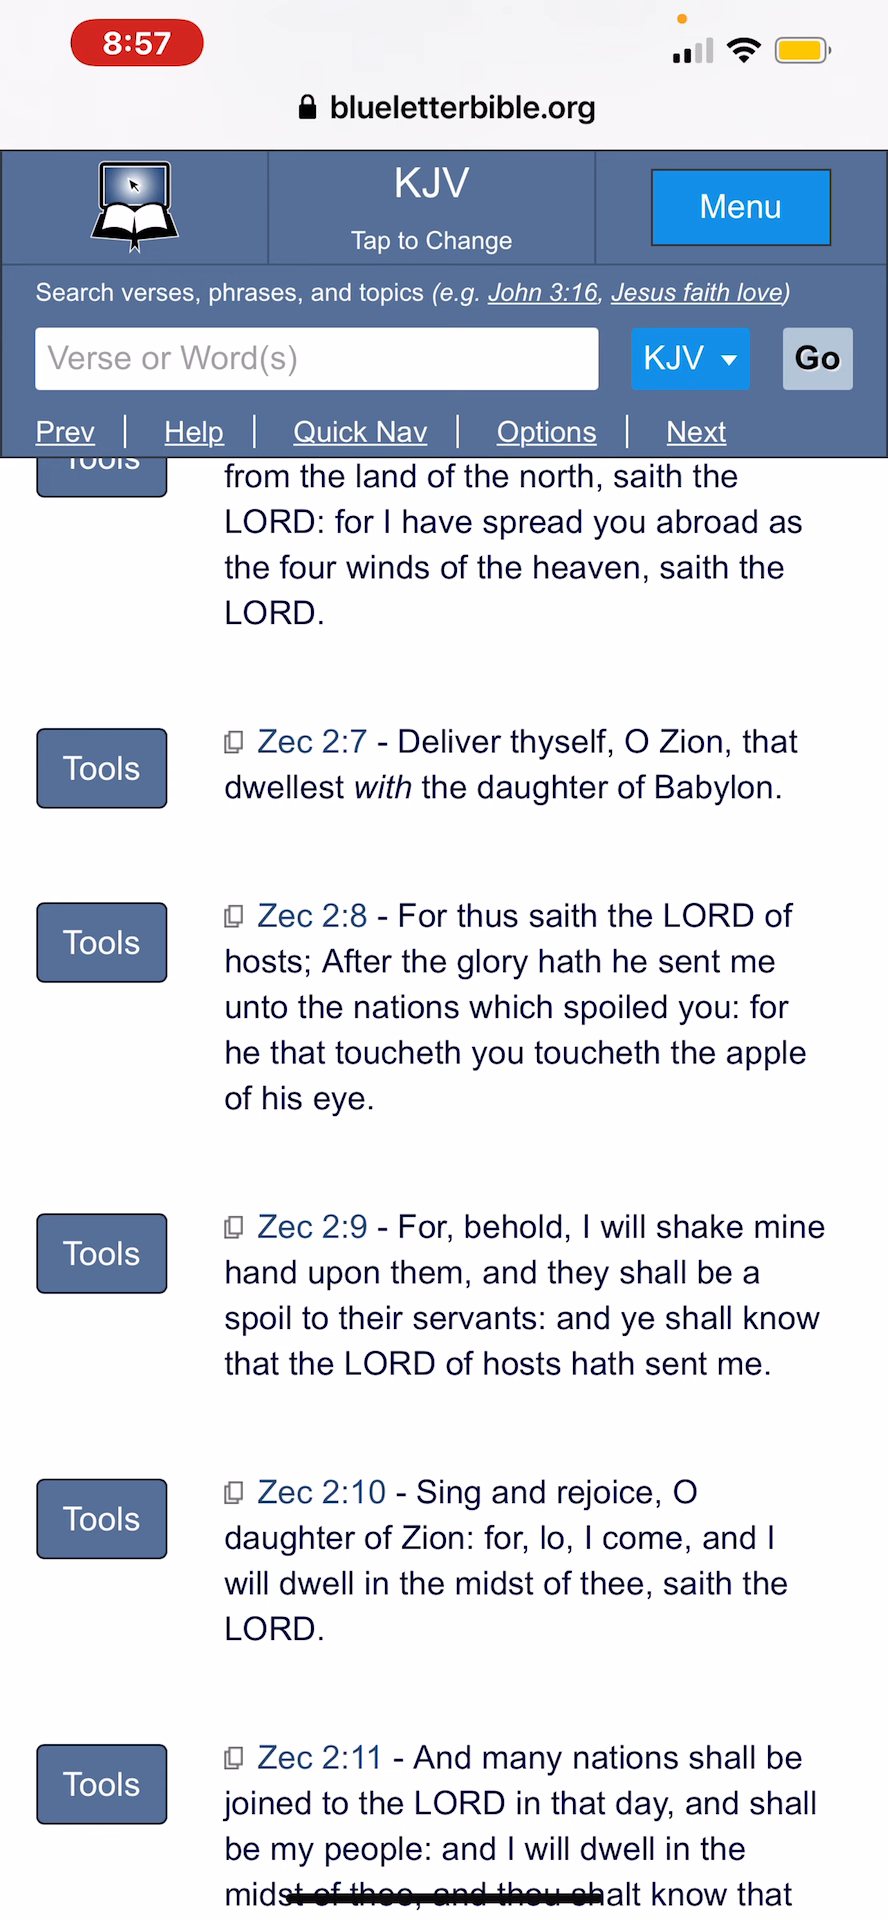 8:57
blueletterbible.org
KJV
Tap to Change
Menu
Search verses, phrases, and topics (e.g. John 3:16, Jesus faith love)
Verse or Word(s)
KJV
Go
Prev | Help | Quick Nav | Options | Next
Tools
from the land of the north, saith the
LORD: for I have spread you abroad as
the four winds of the heaven, saith the
LORD.
Tools
Zec 2:7 - Deliver thyself, O Zion, that
dwellest with the daughter of Babylon.
Tools
Zec 2:8 - For thus saith the LORD of
hosts; After the glory hath he sent me
unto the nations which spoiled you: for
he that toucheth you toucheth the apple
of his eye.
Tools
Zec 2:9 - For, behold, I will shake mine
hand upon them, and they shall be a
spoil to their servants: and ye shall know
that the LORD of hosts hath sent me.
Tools
Zec 2:10 - Sing and rejoice, O
daughter of Zion: for, lo, I come, and I
will dwell in the midst of thee, saith the
LORD.
Tools
Zec 2:11 - And many nations shall be
joined to the LORD in that day, and shall
be my people: and I will dwell in the
midst of thee, and thou shalt know that